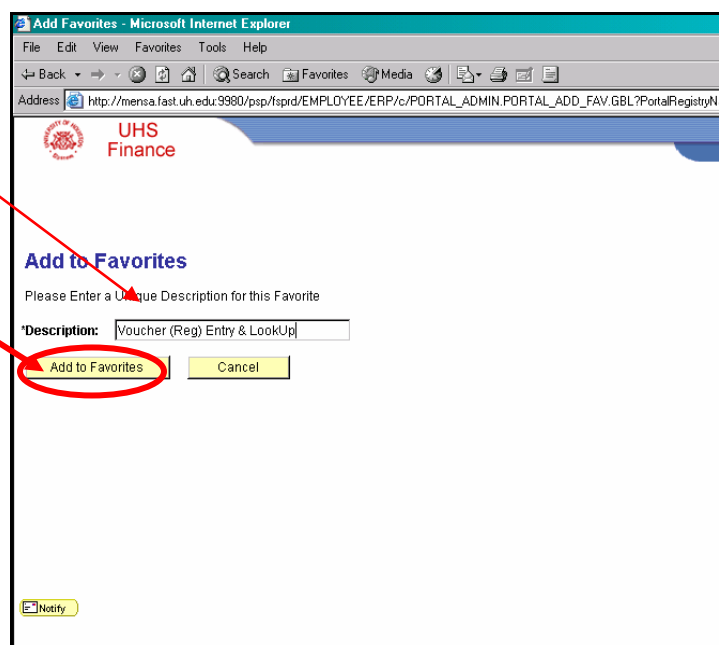 Add Favorites - Microsoft Internet Explorer
File Edit View Favorites Tools Help
Back Search Favorites Media
Address http://mensa.fast.uh.edu:9980/psp/fsprd/EMPLOYEE/ERP/c/PORTAL_ADMIN.PORTAL_ADD_FAV.GBL?PortalRegistryN
UHS
Finance
Add to Favorites
Please Enter a Unique Description for this Favorite
*Description: Voucher (Reg) Entry & LookUp
Add to Favorites Cancel
Notify